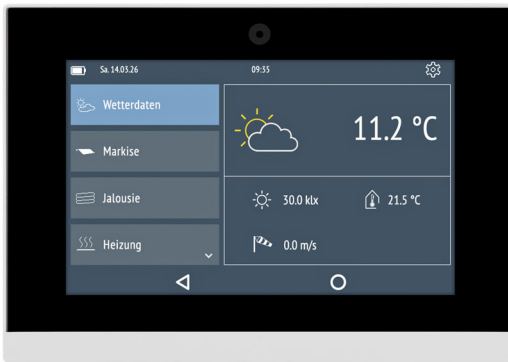 Sa. 14.03.26
09:35
Wetterdaten
11.2 °C
Markise
Jalousie
30.0 klx
21.5 °C
Heizung
0.0 m/s